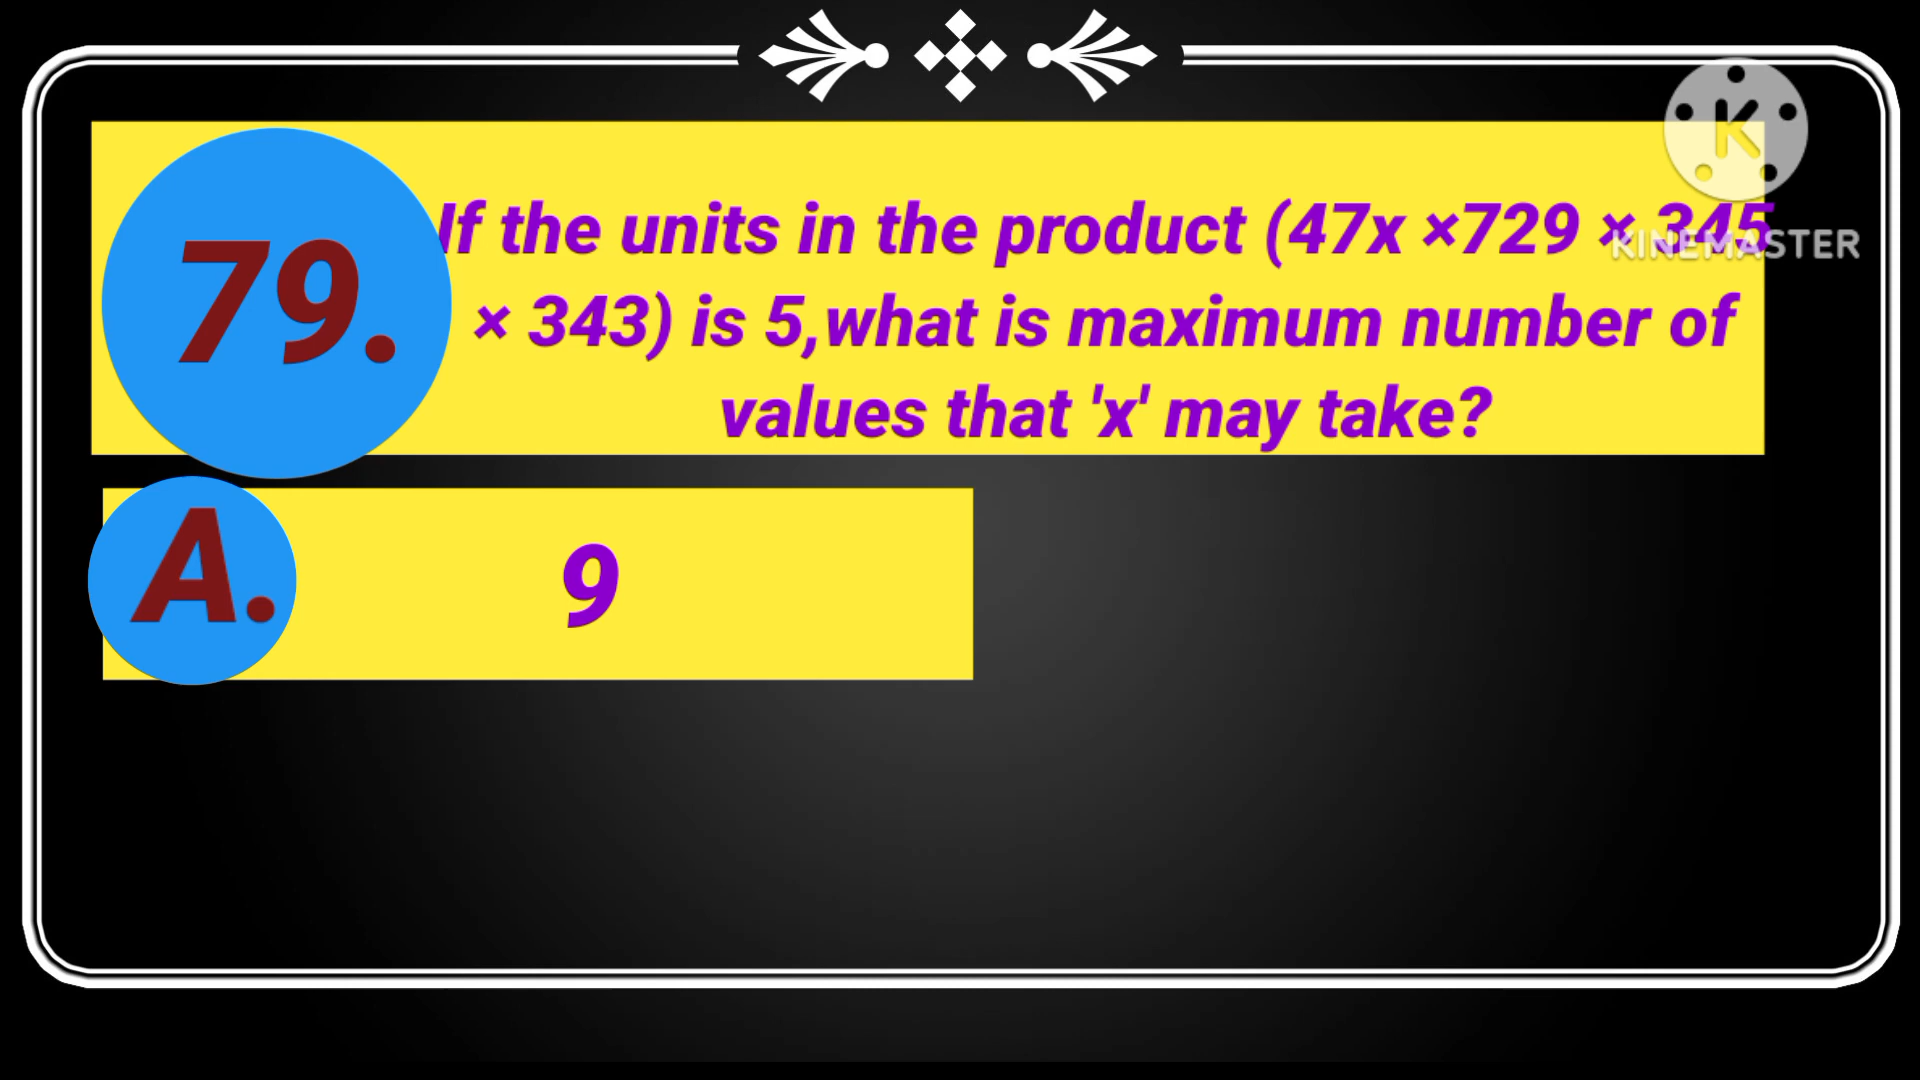 79.
If the units in the product (47x ×729 × 345
× 343) is 5,what is maximum number of
values that 'x' may take?
K
KINEMASTER
A.
9